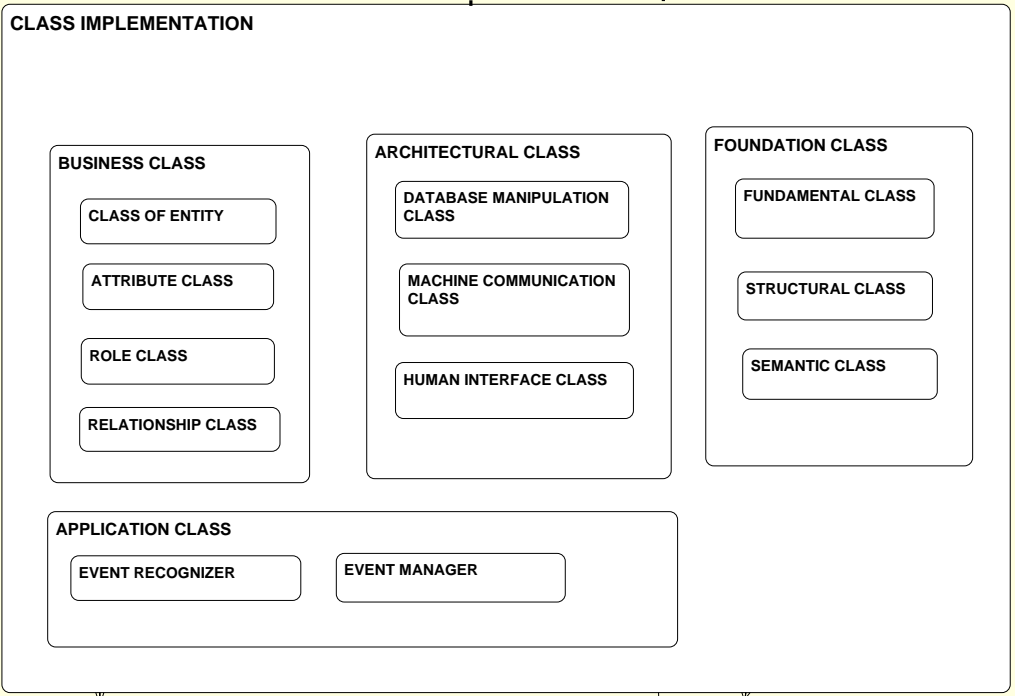 CLASS IMPLEMENTATION
BUSINESS CLASS
CLASS OF ENTITY
ATTRIBUTE CLASS
ROLE CLASS
RELATIONSHIP CLASS
ARCHITECTURAL CLASS
DATABASE MANIPULATION
CLASS
MACHINE COMMUNICATION
CLASS
HUMAN INTERFACE CLASS
FOUNDATION CLASS
FUNDAMENTAL CLASS
STRUCTURAL CLASS
SEMANTIC CLASS
APPLICATION CLASS
EVENT RECOGNIZER
EVENT MANAGER